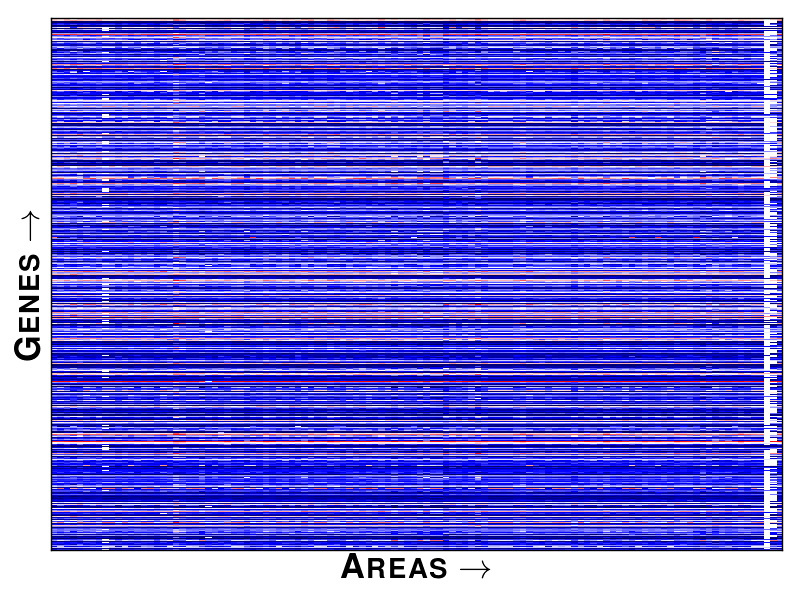 GENES →
AREAS →